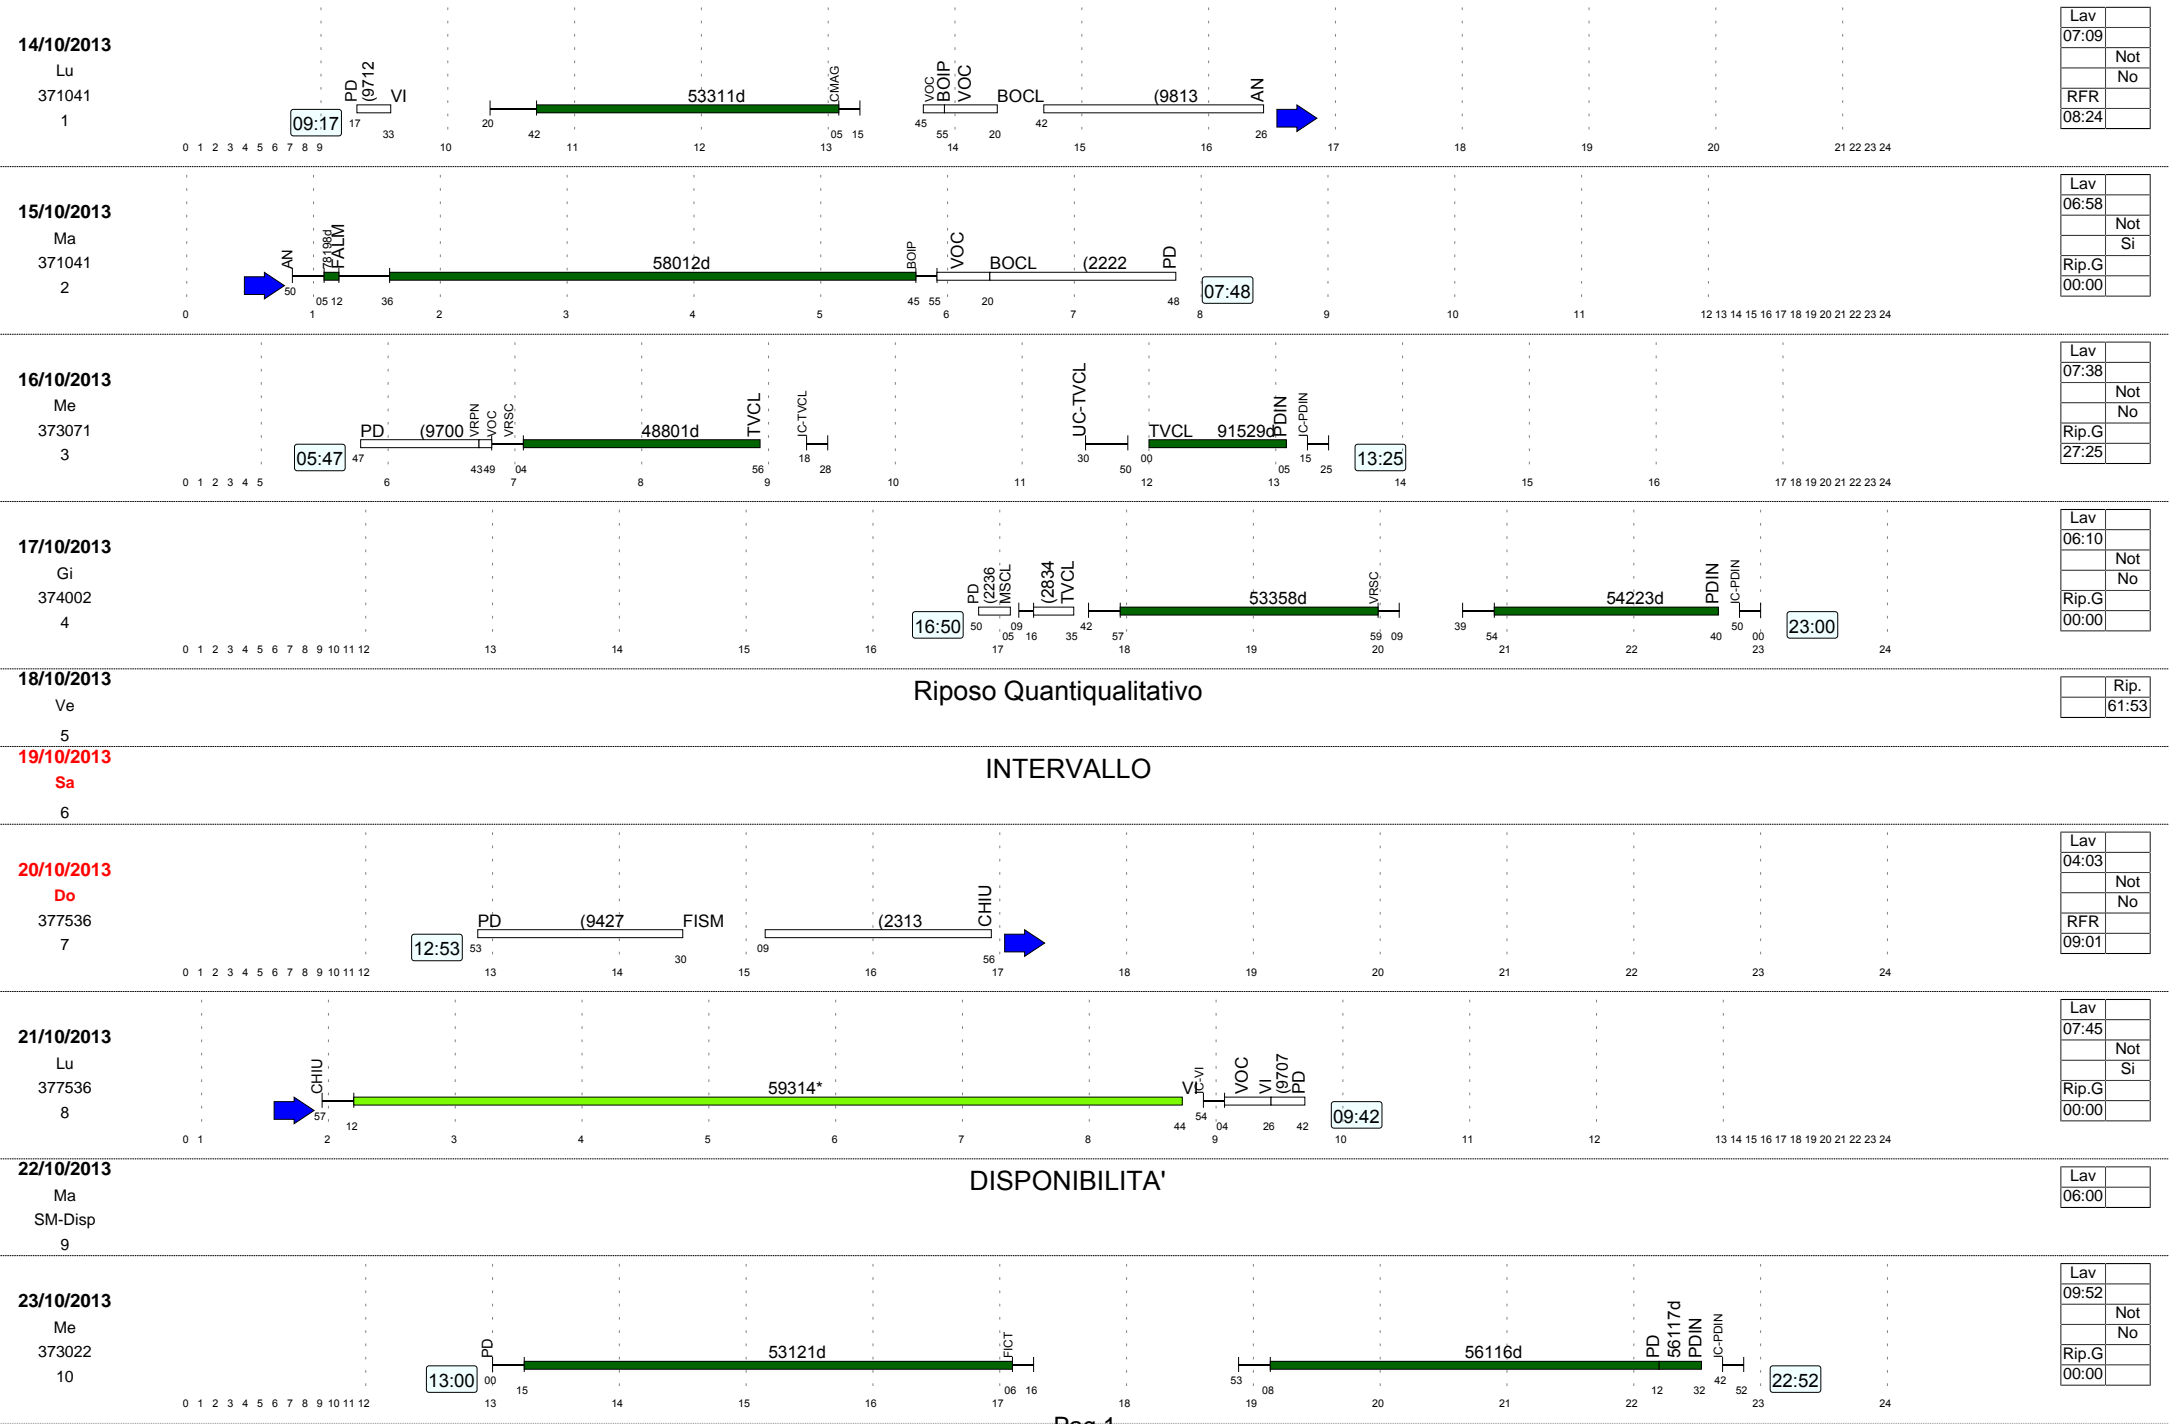 14/10/2013
Lu
371041
1
09:17
PD (9712 VI 53311d CMAG VOC BOIP VOC BOCL (9813 AN
17 33 20 42 05 15 45 55 20 42 26
0 1 2 3 4 5 6 7 8 9 10 11 12 13 14 15 16 17 18 19 20 21 22 23 24
Lav
07:09
Not
No
RFR
08:24
15/10/2013
Ma
371041
2
AN 78198d FALM 58012d BOIP VOC BOCL (2222 PD
50 05 12 36 45 55 20 48
07:48
0 1 2 3 4 5 6 7 8 9 10 11 12 13 14 15 16 17 18 19 20 21 22 23 24
Lav
06:58
Not
Si
Rip.G
00:00
16/10/2013
Me
373071
3
05:47
PD (9700 VRPN VOC VRSC 48801d TVCL IC-TVCL UC-TVCL TVCL 91529d PDIN IC-PDIN
47 43 49 04 56 18 28 30 50 00 05 15 25
13:25
0 1 2 3 4 5 6 7 8 9 10 11 12 13 14 15 16 17 18 19 20 21 22 23 24
Lav
07:38
Not
No
Rip.G
27:25
17/10/2013
Gi
374002
4
16:50
PD (2236 MSCL (2834 TVCL 53358d VRSC 54223d PDIN IC-PDIN
50 05 09 16 35 42 57 59 09 39 54 40 50 00
23:00
0 1 2 3 4 5 6 7 8 9 10 11 12 13 14 15 16 17 18 19 20 21 22 23 24
Lav
06:10
Not
No
Rip.G
00:00
18/10/2013
Ve
5
Riposo Quantiqualitativo
Rip.
61:53
19/10/2013
Sa
6
INTERVALLO
20/10/2013
Do
377536
7
12:53
PD (9427 FISM (2313 CHIU
53 30 09 56
0 1 2 3 4 5 6 7 8 9 10 11 12 13 14 15 16 17 18 19 20 21 22 23 24
Lav
04:03
Not
No
RFR
09:01
21/10/2013
Lu
377536
8
CHIU 59314* VI IC-VI VOC VI (9707 PD
57 12 44 54 04 26 42
09:42
0 1 2 3 4 5 6 7 8 9 10 11 12 13 14 15 16 17 18 19 20 21 22 23 24
Lav
07:45
Not
Si
Rip.G
00:00
22/10/2013
Ma
SM-Disp
9
DISPONIBILITA'
Lav
06:00
23/10/2013
Me
373022
10
13:00
PD 53121d FICT 56116d PD 56117d PDIN IC-PDIN
00 15 06 16 53 08 12 32 42 52
22:52
0 1 2 3 4 5 6 7 8 9 10 11 12 13 14 15 16 17 18 19 20 21 22 23 24
Lav
09:52
Not
No
Rip.G
00:00
Pag 1